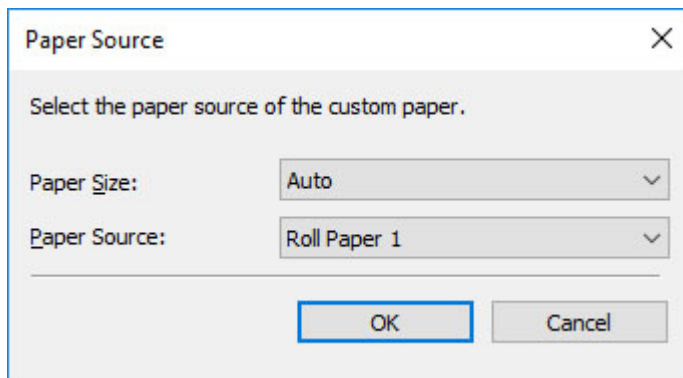 Paper Source
Select the paper source of the custom paper.
Paper Size: Auto
Paper Source: Roll Paper 1
OK Cancel